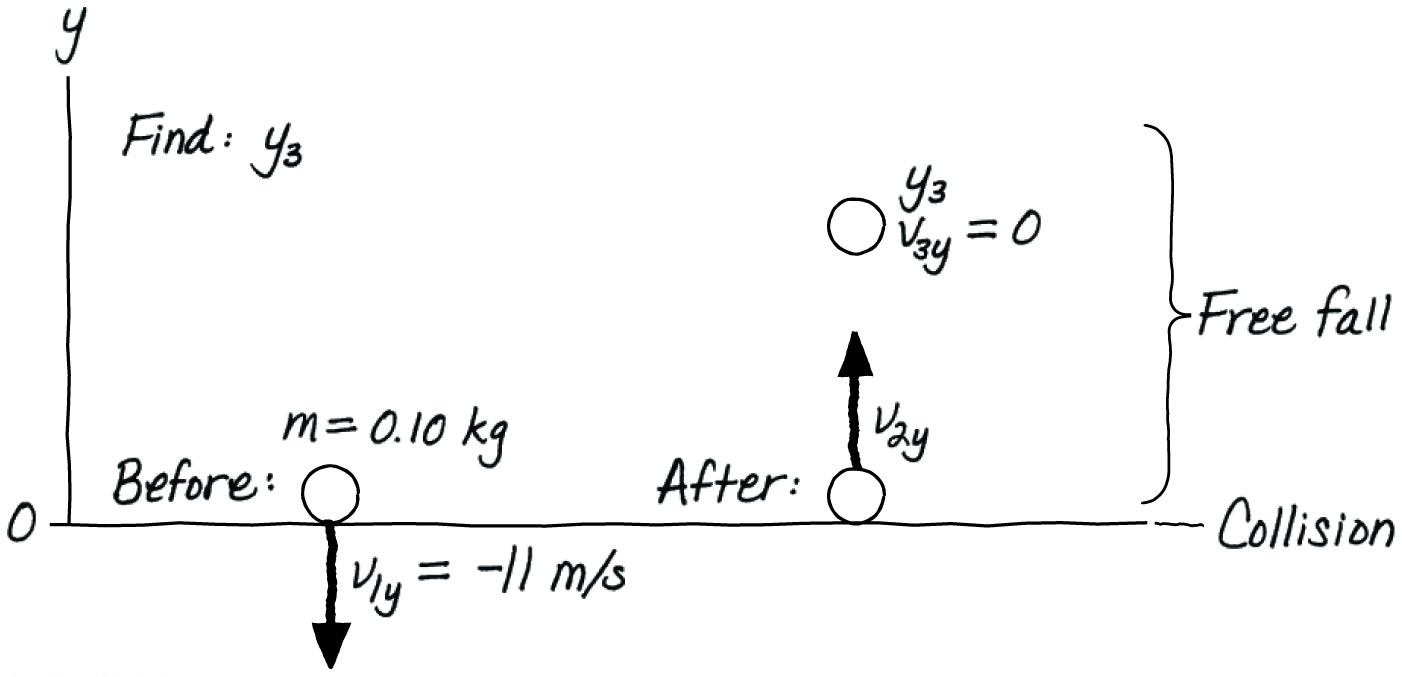 y
Find: y₃
y₃
v₃y = 0
Free fall
m = 0.10 kg
v₂y
Before:
After:
0
Collision
v₁y = -11 m/s